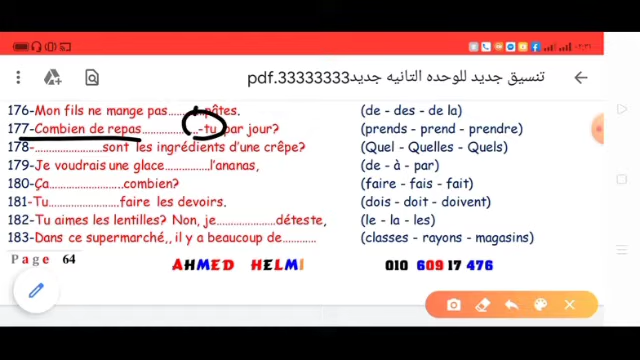 تنسيق جديد للوحده التانيه جديد33333333.pdf
176-Mon fils ne mange pas.........pâtes. (de - des - de la)
177-Combien de repas..................-tu par jour? (prends - prend - prendre)
178-......................sont les ingrédients d'une crêpe? (Quel - Quelles - Quels)
179-Je voudrais une glace..............l'ananas, (de - à - par)
180-Ça........................combien? (faire - fais - fait)
181-Tu......................faire les devoirs. (dois - doit - doivent)
182-Tu aimes les lentilles? Non, je...................déteste, (le - la - les)
183-Dans ce supermarché,, il y a beaucoup de........... (classes - rayons - magasins)
Page 64 AHMED HELMI 010 609 17 476